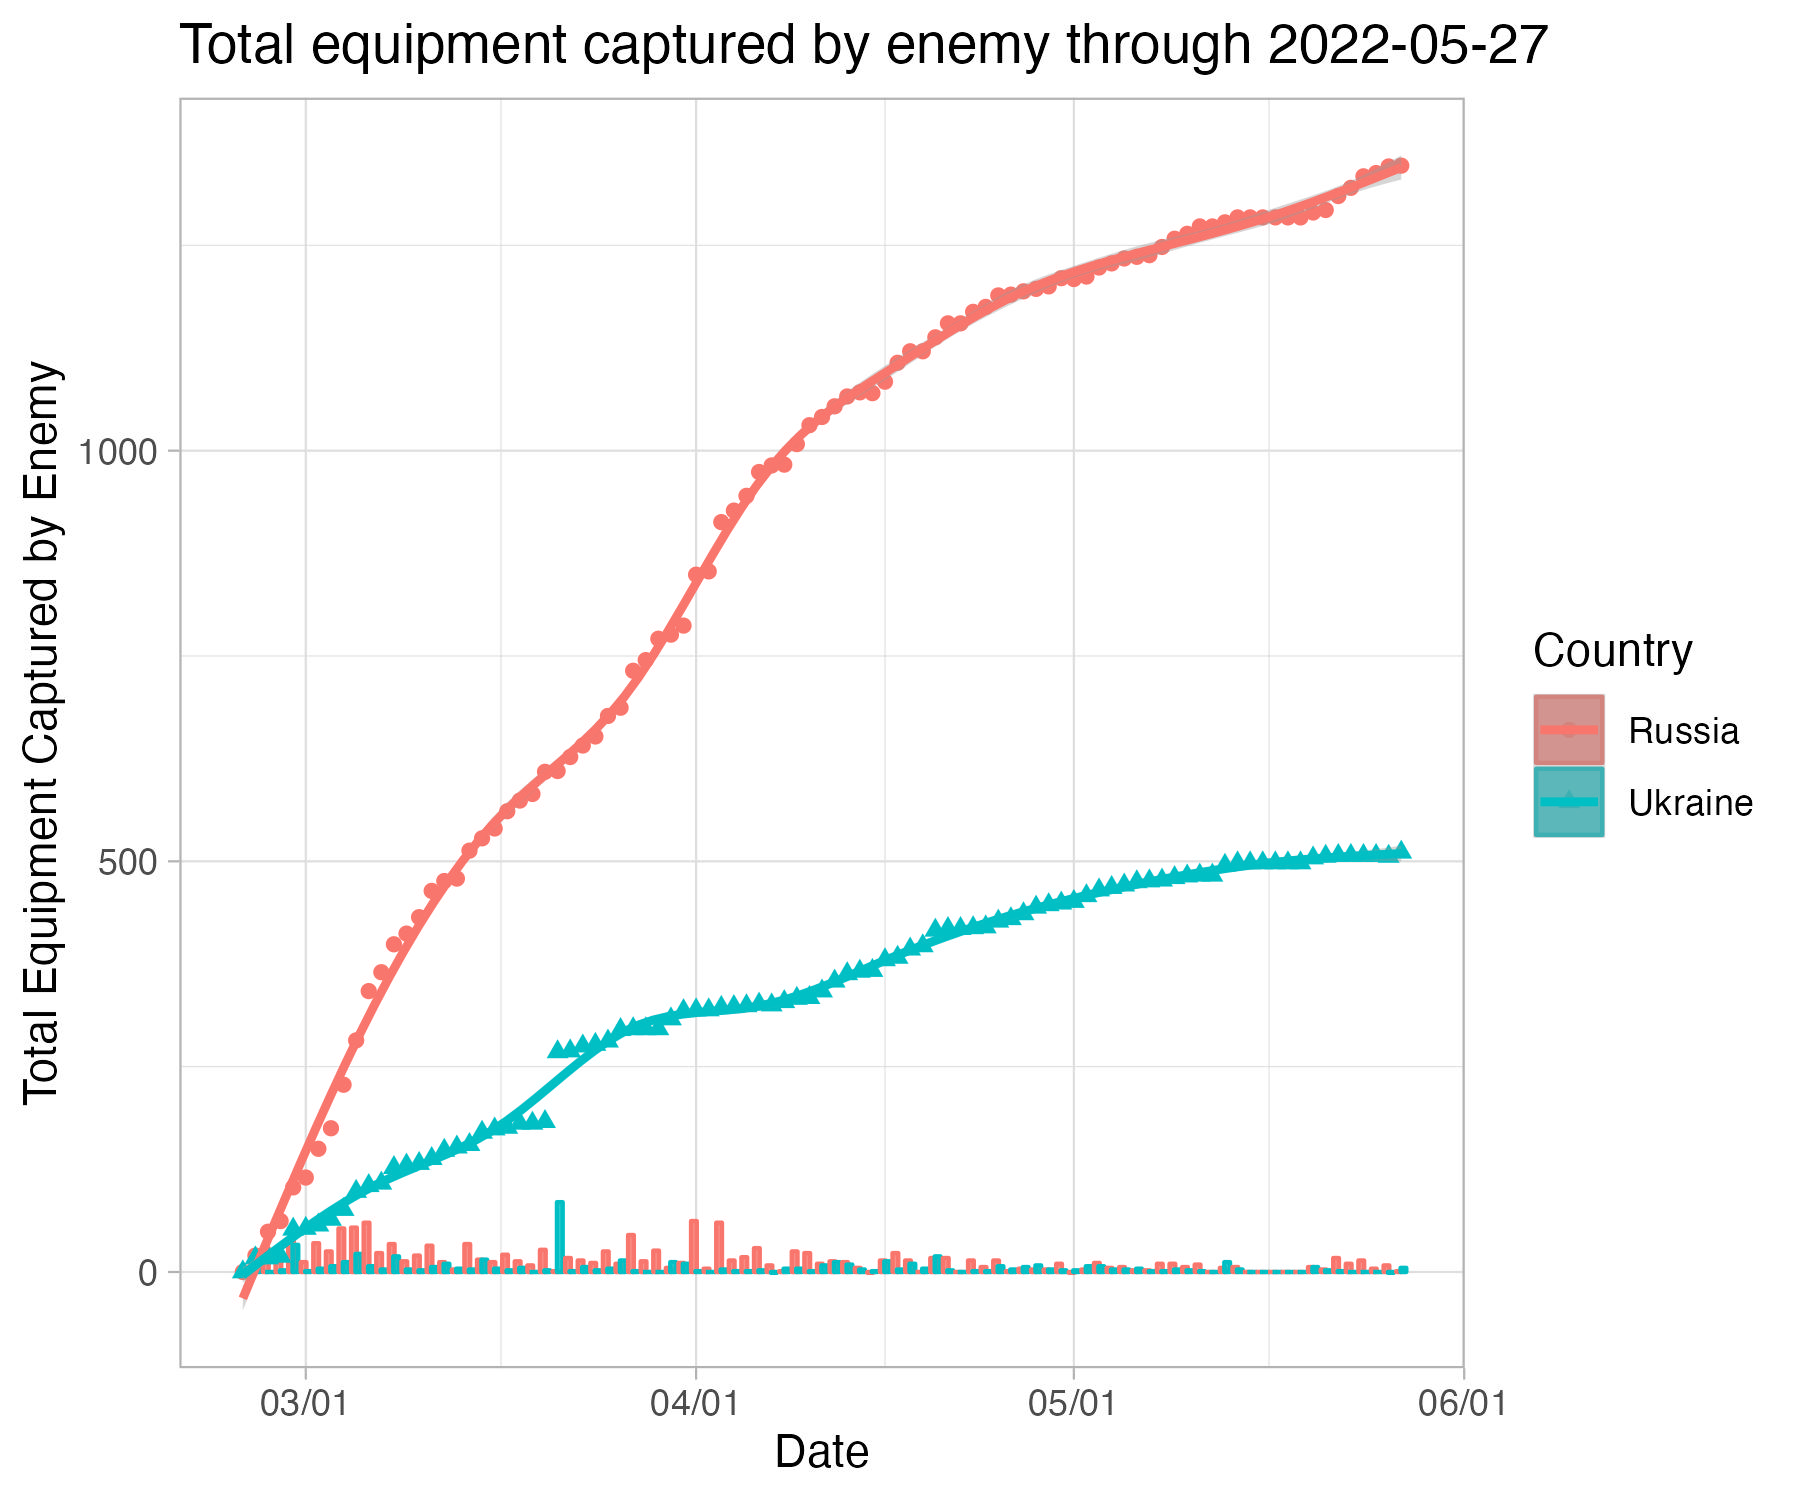 Total equipment captured by enemy through 2022-05-27
Total Equipment Captured by Enemy
1000
500
0
03/01
04/01
05/01
06/01
Date
Country
Russia
Ukraine